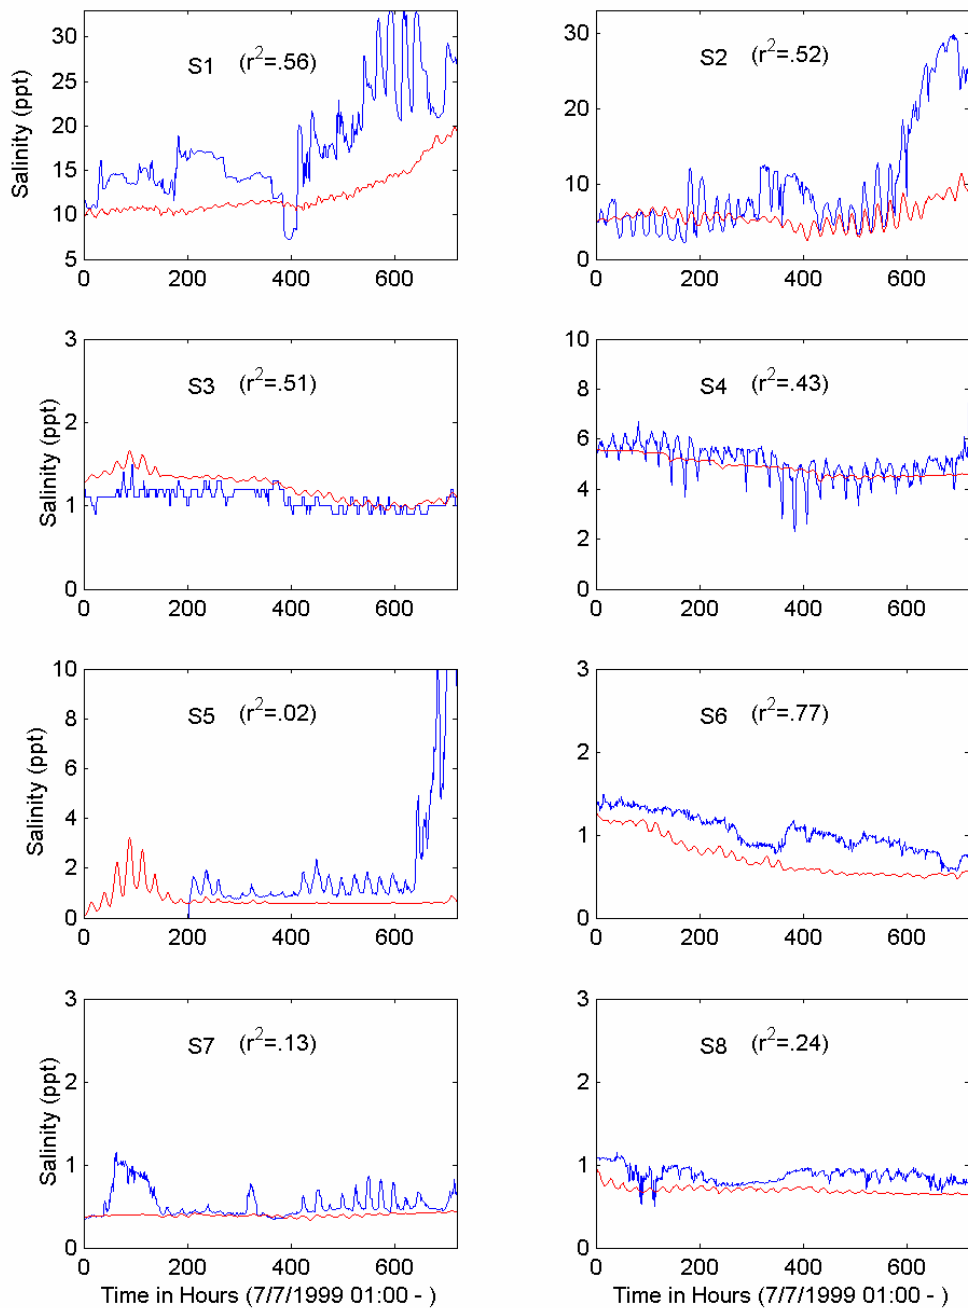 S1 (r²=.56)
Salinity (ppt)
30
25
20
15
10
5
0 200 400 600
S2 (r²=.52)
30
20
10
0
0 200 400 600
S3 (r²=.51)
Salinity (ppt)
3
2
1
0
0 200 400 600
S4 (r²=.43)
10
8
6
4
2
0
0 200 400 600
S5 (r²=.02)
Salinity (ppt)
10
8
6
4
2
0
0 200 400 600
S6 (r²=.77)
3
2
1
0
0 200 400 600
S7 (r²=.13)
Salinity (ppt)
3
2
1
0
0 200 400 600
Time in Hours (7/7/1999 01:00 - )
S8 (r²=.24)
3
2
1
0
0 200 400 600
Time in Hours (7/7/1999 01:00 - )